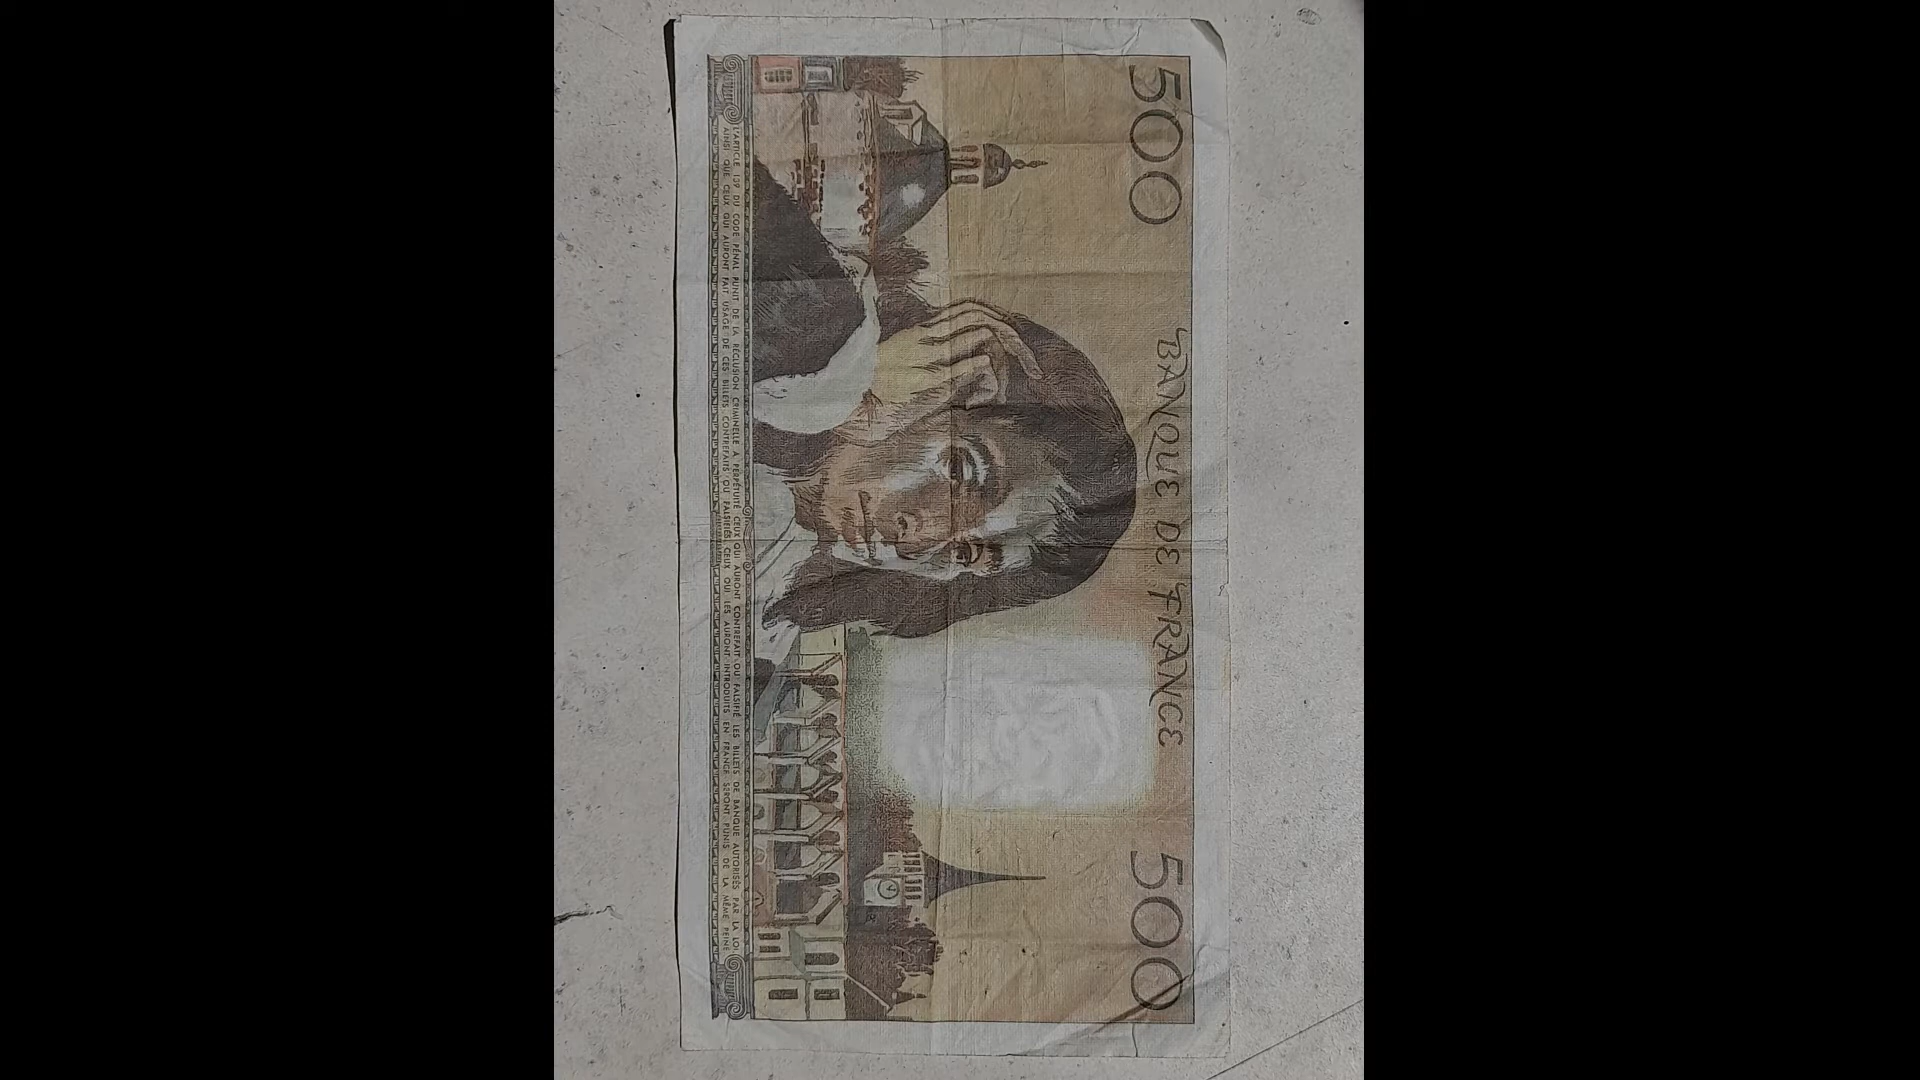 500
BANQUE DE FRANCE
500
L'ARTICLE 139 DU CODE PÉNAL PUNIT DE LA RÉCLUSION CRIMINELLE À PERPÉTUITÉ CEUX QUI AURONT CONTREFAIT OU FALSIFIÉ LES BILLETS DE BANQUE AUTORISÉS PAR LA LOI
AINSI QUE CEUX QUI AURONT FAIT USAGE DE CES BILLETS CONTREFAITS OU FALSIFIÉS CEUX QUI LES AURONT INTRODUITS EN FRANCE SERONT PUNIS DE LA MÊME PEINE